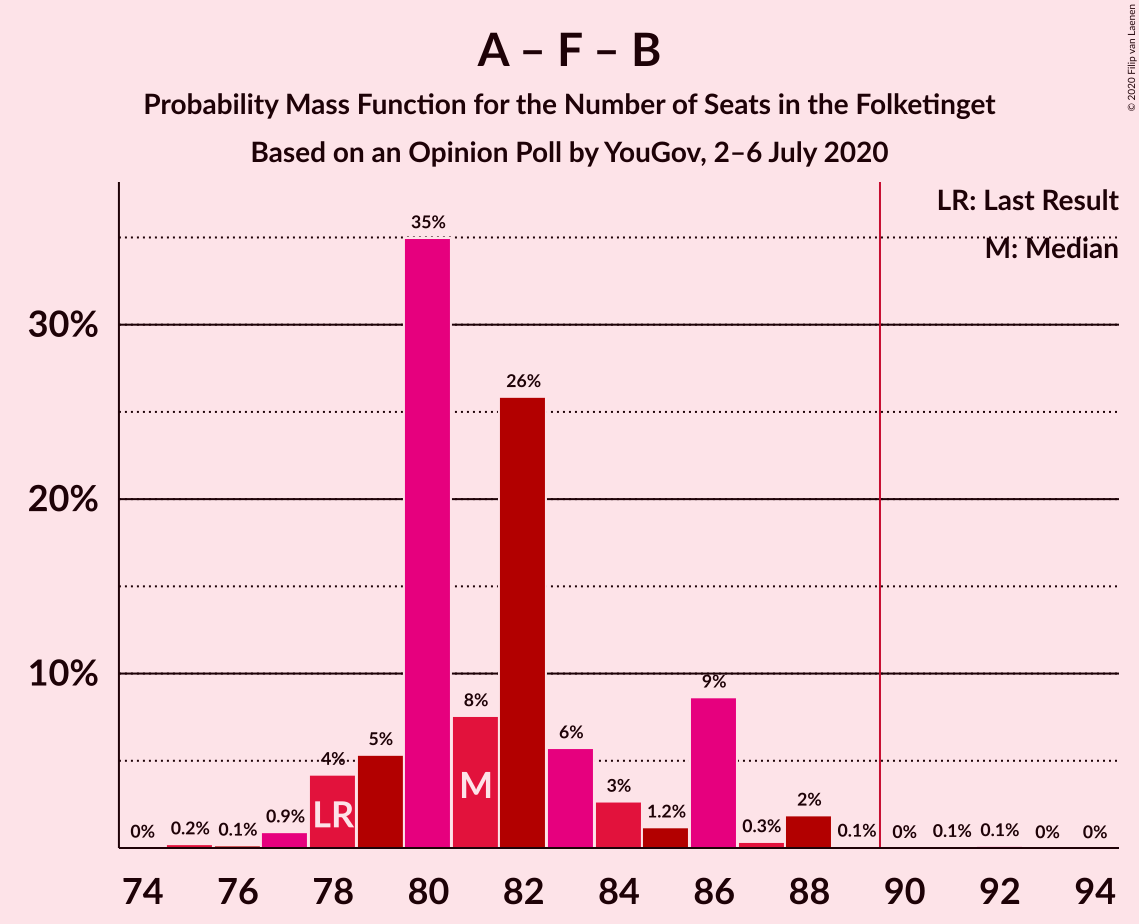 A – F – B
Probability Mass Function for the Number of Seats in the Folketinget
Based on an Opinion Poll by YouGov, 2–6 July 2020
© 2020 Filip van Laenen
LR: Last Result
M: Median
35%
30%
26%
20%
10%
9%
8%
6%
5%
4%
3%
2%
1.2%
0.9%
0.3%
0% 0.2% 0.1% 0.1% 0% 0.1% 0.1% 0% 0%
LR
M
74 76 78 80 82 84 86 88 90 92 94